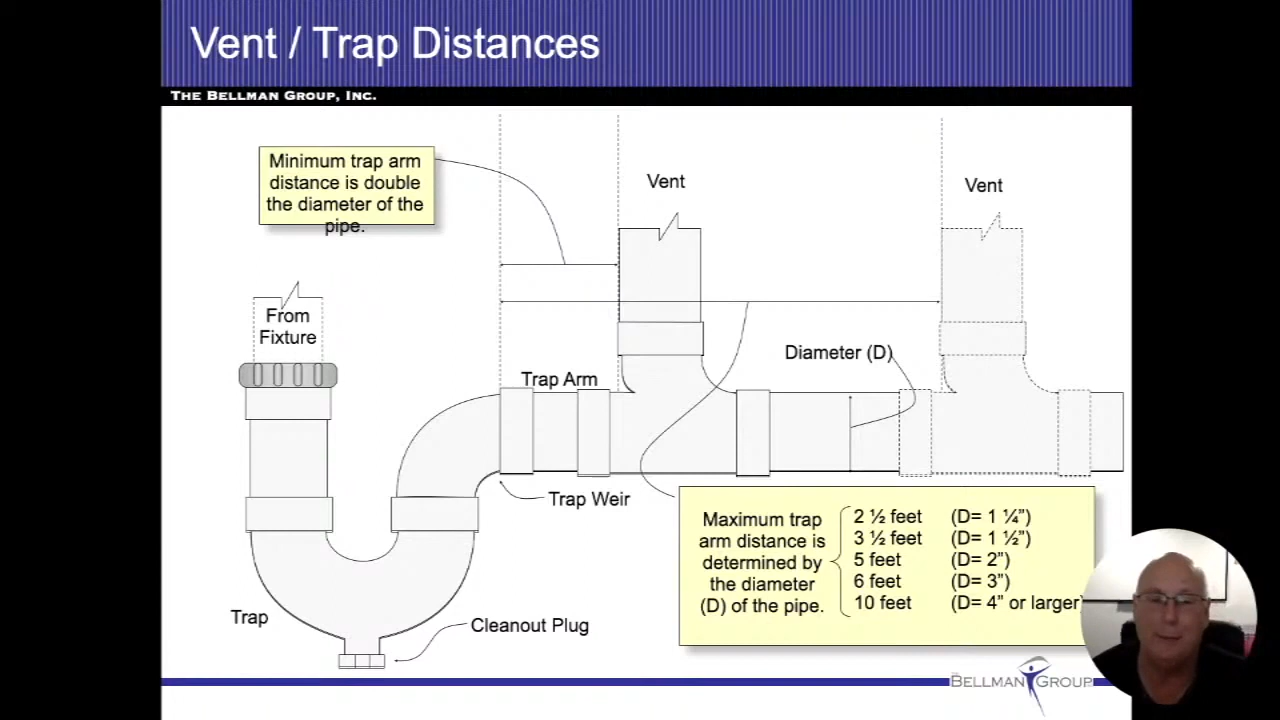 Vent / Trap Distances
THE BELLMAN GROUP, INC.
Minimum trap arm
distance is double
the diameter of the
pipe.
Vent
Vent
From
Fixture
Diameter (D)
Trap Arm
Trap Weir
Maximum trap
arm distance is
determined by
the diameter
(D) of the pipe.
2 ½ feet (D= 1 ¼”)
3 ½ feet (D= 1 ½”)
5 feet (D= 2”)
6 feet (D= 3”)
10 feet (D= 4” or larger)
Trap
Cleanout Plug
BELLMAN GROUP